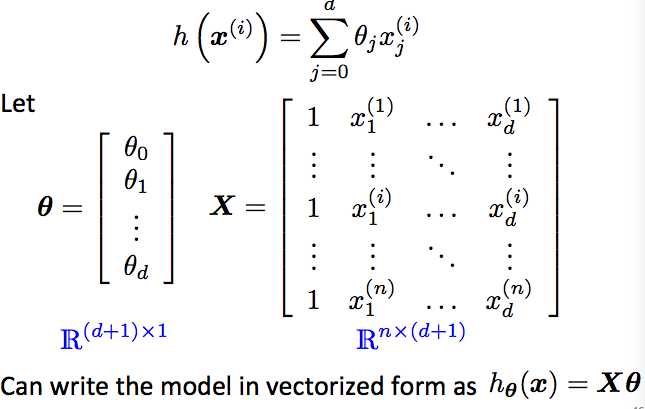 h(x^{(i)}) = \sum_{j=0}^{d} θ_j x_j^{(i)}
Let
θ = [ θ_0 ; θ_1 ; ⋮ ; θ_d ]   X = [ 1 x_1^{(1)} … x_d^{(1)} ; ⋮ ⋮ ⋱ ⋮ ; 1 x_1^{(i)} … x_d^{(i)} ; ⋮ ⋮ ⋱ ⋮ ; 1 x_1^{(n)} … x_d^{(n)} ]
ℝ^{(d+1)×1}   ℝ^{n×(d+1)}
Can write the model in vectorized form as h_θ(x) = Xθ